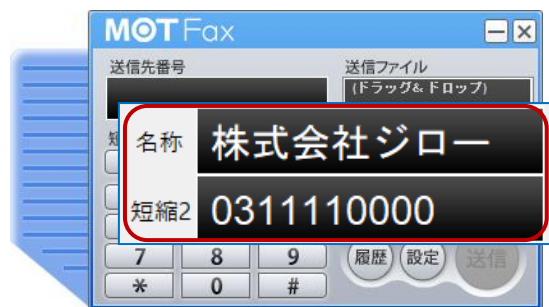 MOT Fax
送信先番号
送信ファイル
(ドラッグ&ドロップ)
短
名称 株式会社ジロー
短縮2 0311110000
7 8 9 履歴 設定 送信
* 0 #